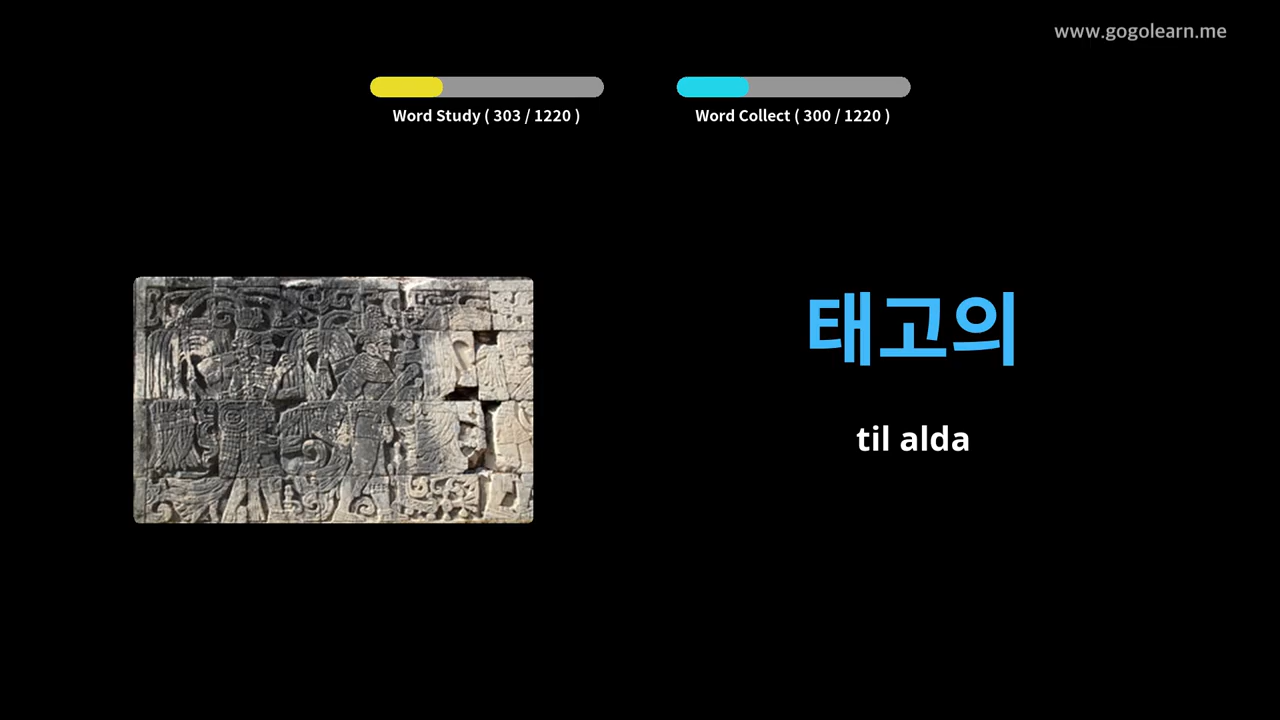 www.gogolearn.me
Word Study ( 303 / 1220 )
Word Collect ( 300 / 1220 )
태고의
til alda